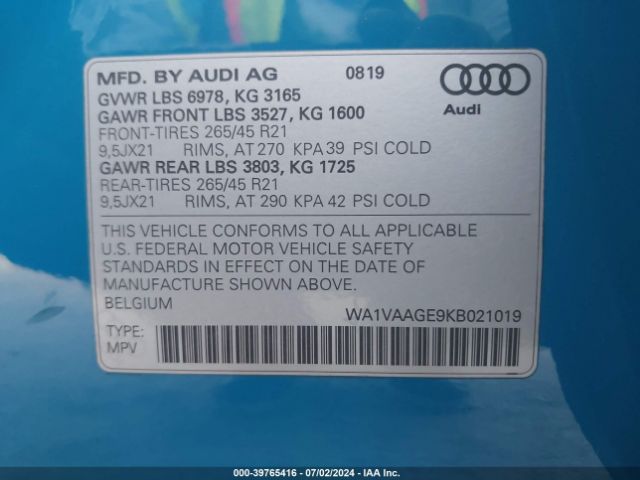 MFD. BY AUDI AG 0819
GVWR LBS 6978, KG 3165
GAWR FRONT LBS 3527, KG 1600
FRONT-TIRES 265/45 R21
9,5JX21 RIMS, AT 270 KPA 39 PSI COLD
GAWR REAR LBS 3803, KG 1725
REAR-TIRES 265/45 R21
9,5JX21 RIMS, AT 290 KPA 42 PSI COLD
Audi
THIS VEHICLE CONFORMS TO ALL APPLICABLE
U.S. FEDERAL MOTOR VEHICLE SAFETY
STANDARDS IN EFFECT ON THE DATE OF
MANUFACTURE SHOWN ABOVE.
BELGIUM WA1VAAGE9KB021019
TYPE:
MPV
000-39765416 - 07/02/2024 - IAA Inc.